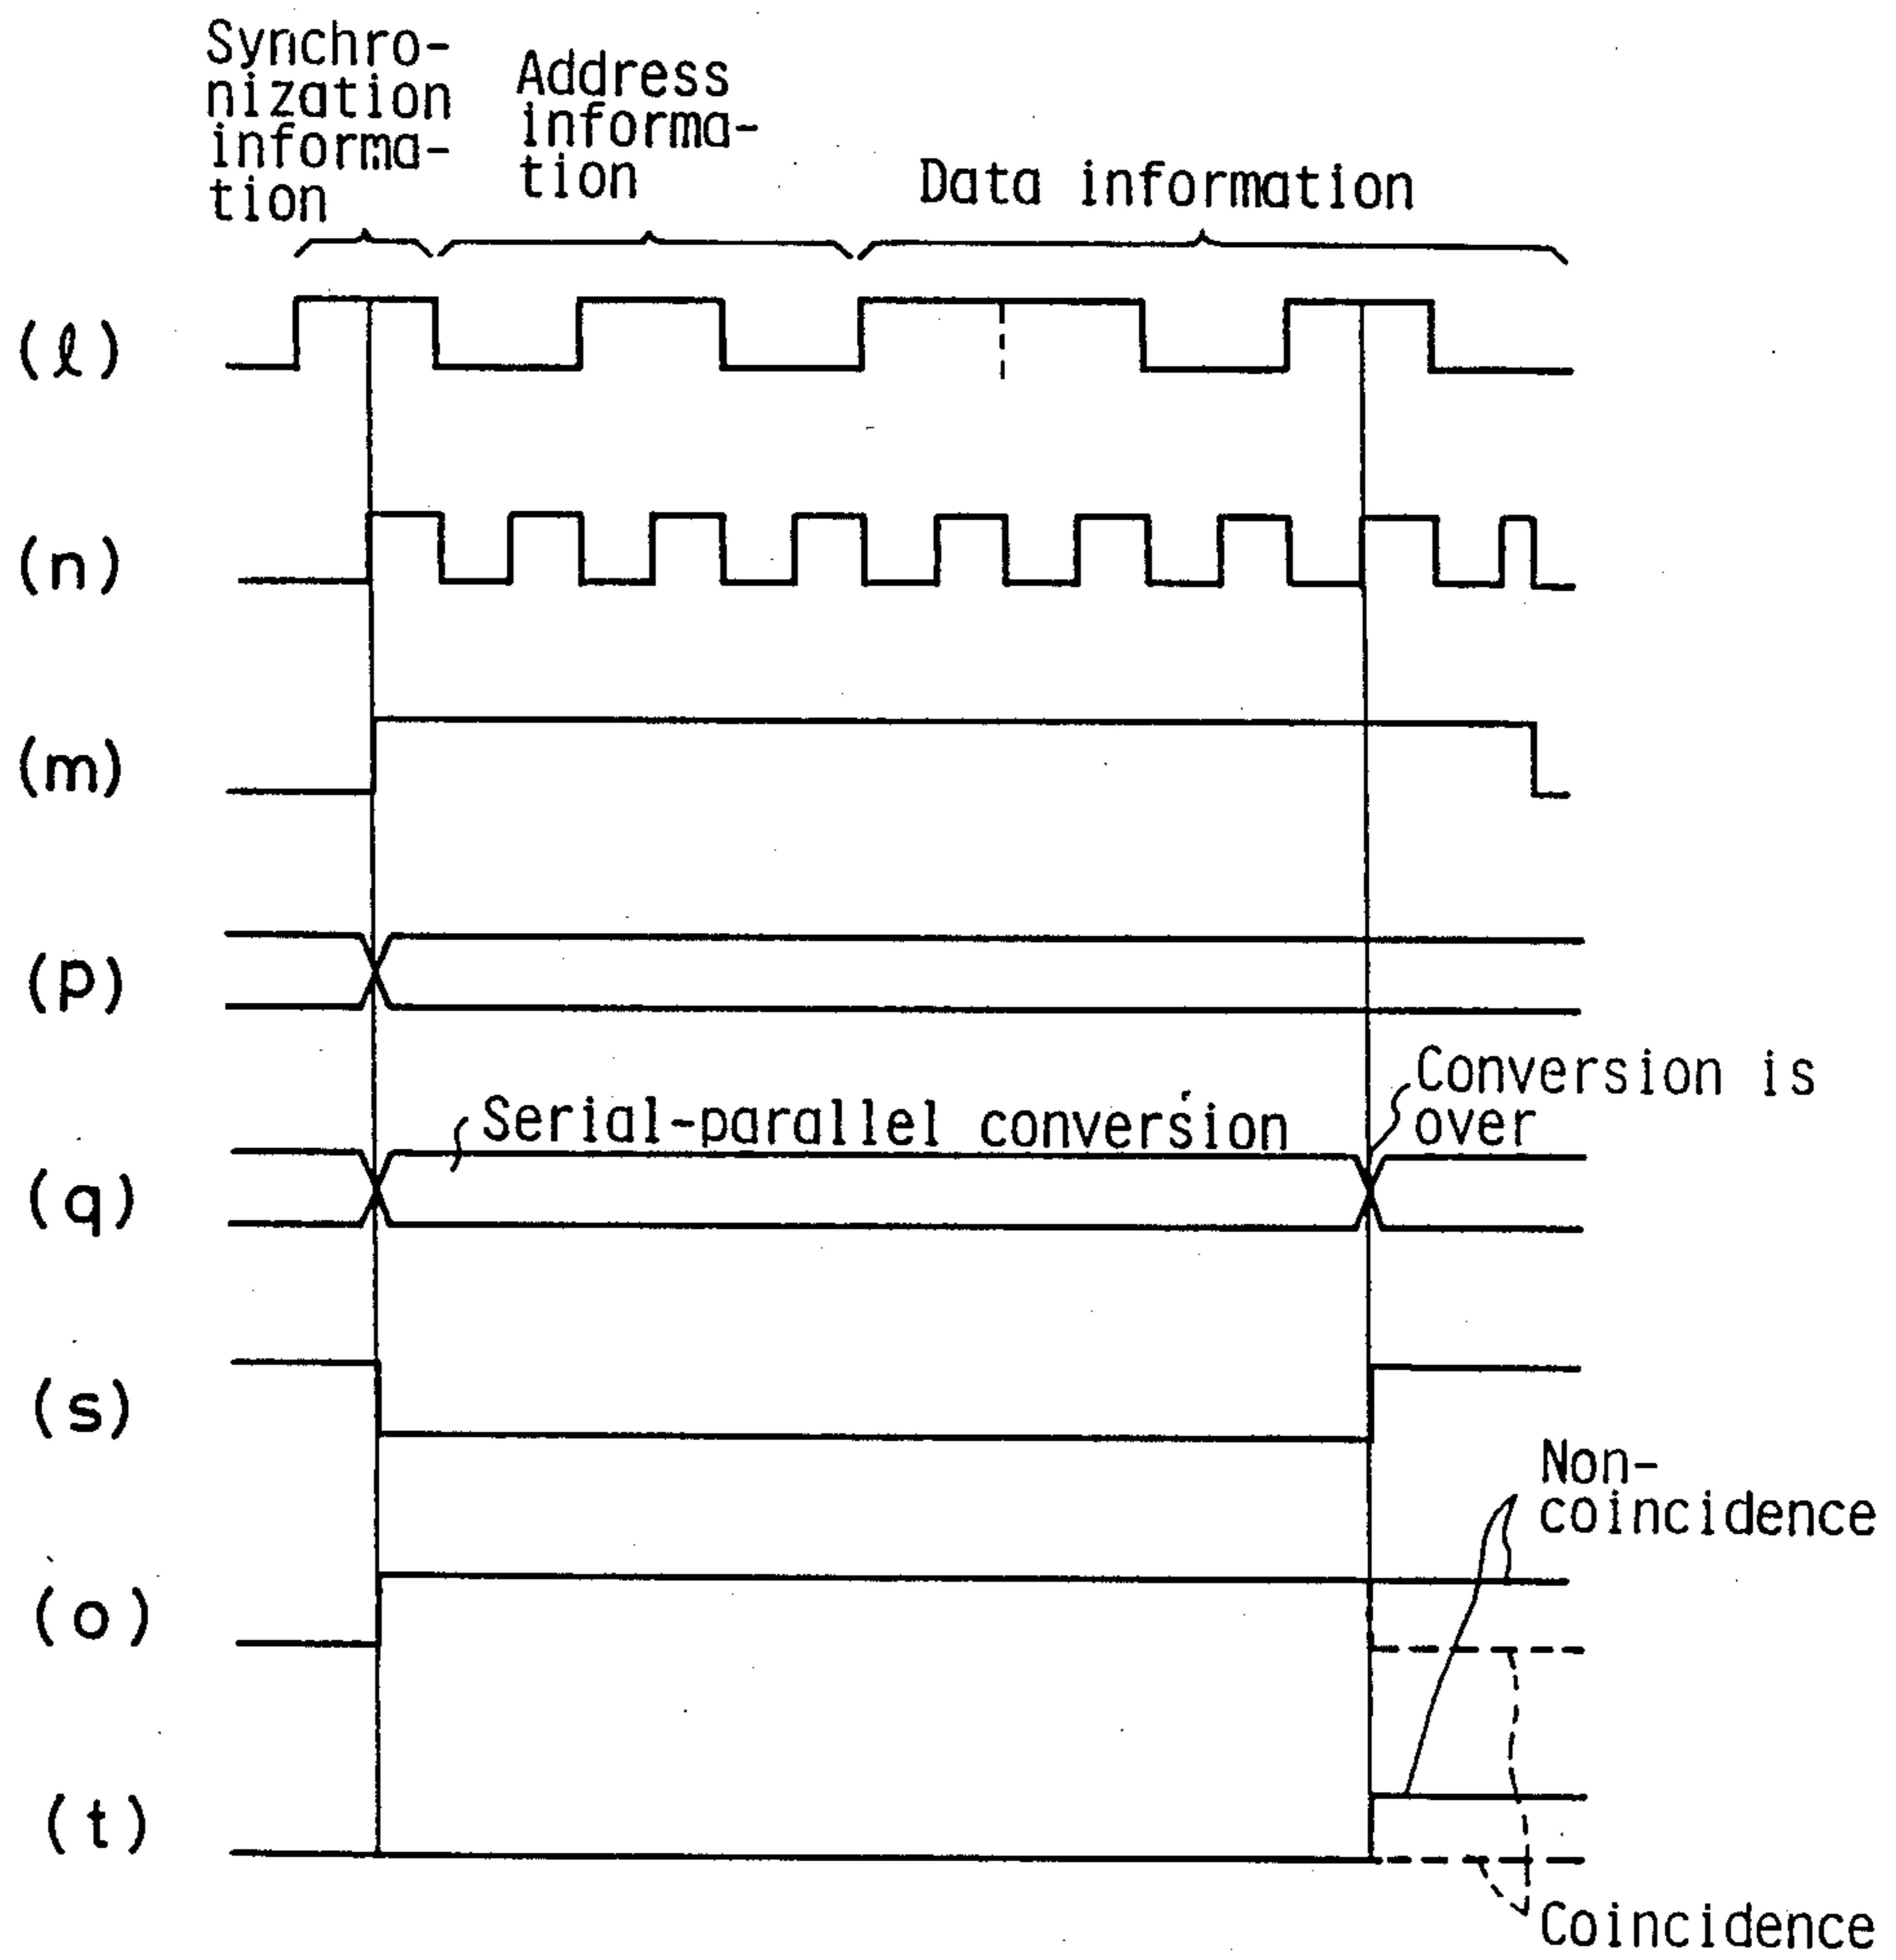 Synchro-
nization
informa-
tion
Address
informa-
tion
Data information
(ℓ)
(n)
(m)
(p)
Conversion is
over
Serial-parallel conversion
(q)
(s)
Non-
coincidence
(o)
(t)
Coincidence